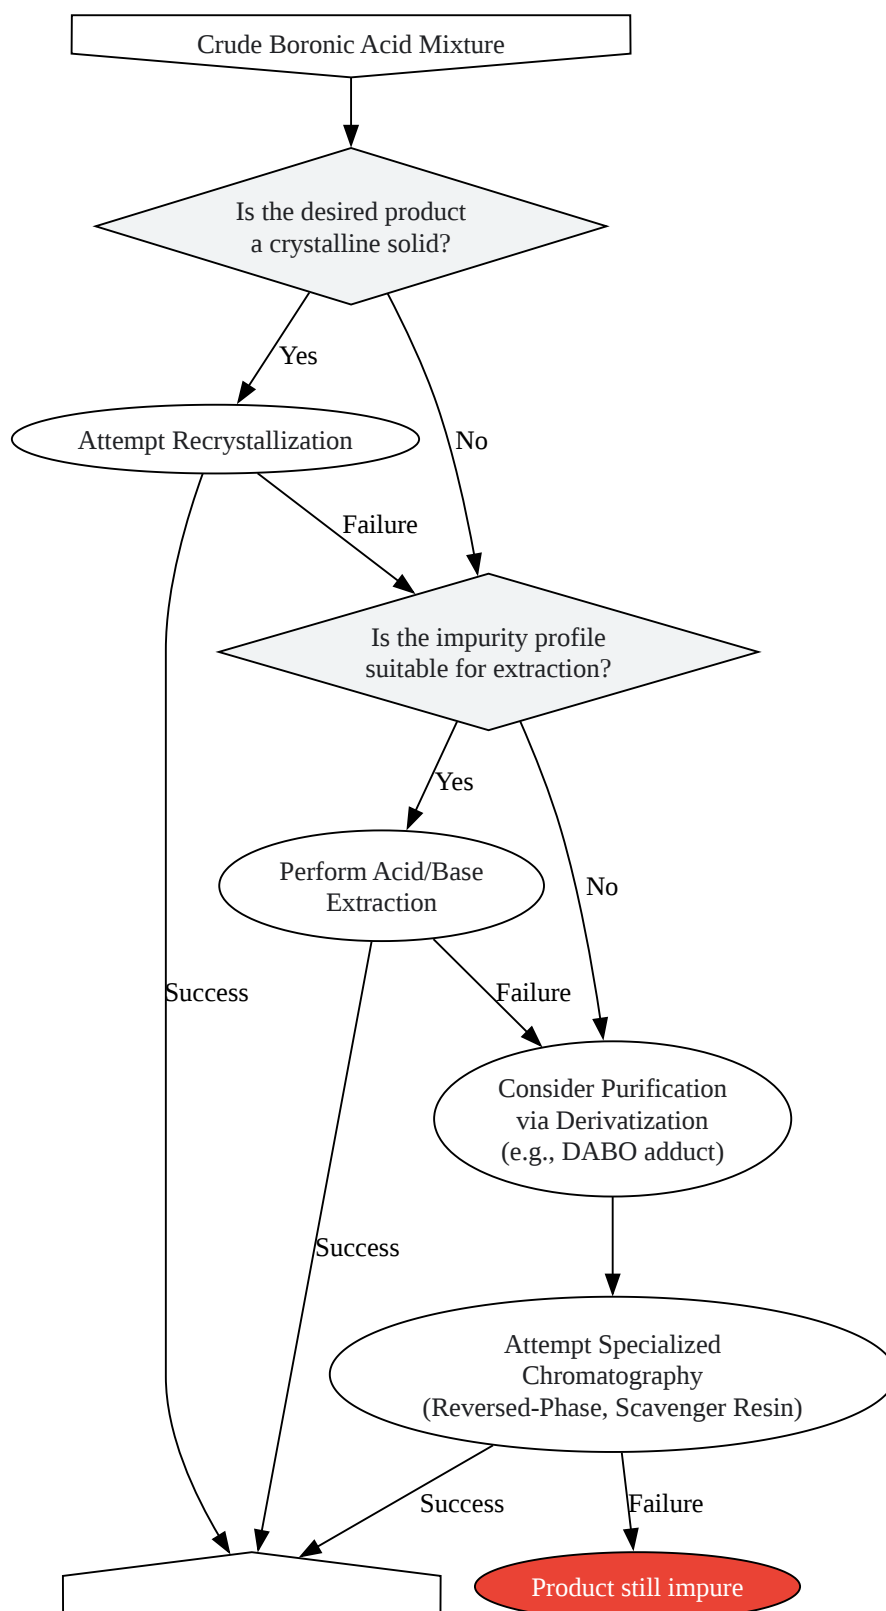 Crude Boronic Acid Mixture
Is the desired product
a crystalline solid?
Yes
Attempt Recrystallization
No
Failure
Is the impurity profile
suitable for extraction?
Yes
Perform Acid/Base
Extraction
No
Success
Failure
Consider Purification
via Derivatization
(e.g., DABO adduct)
Success
Attempt Specialized
Chromatography
(Reversed-Phase, Scavenger Resin)
Success
Failure
Product still impure